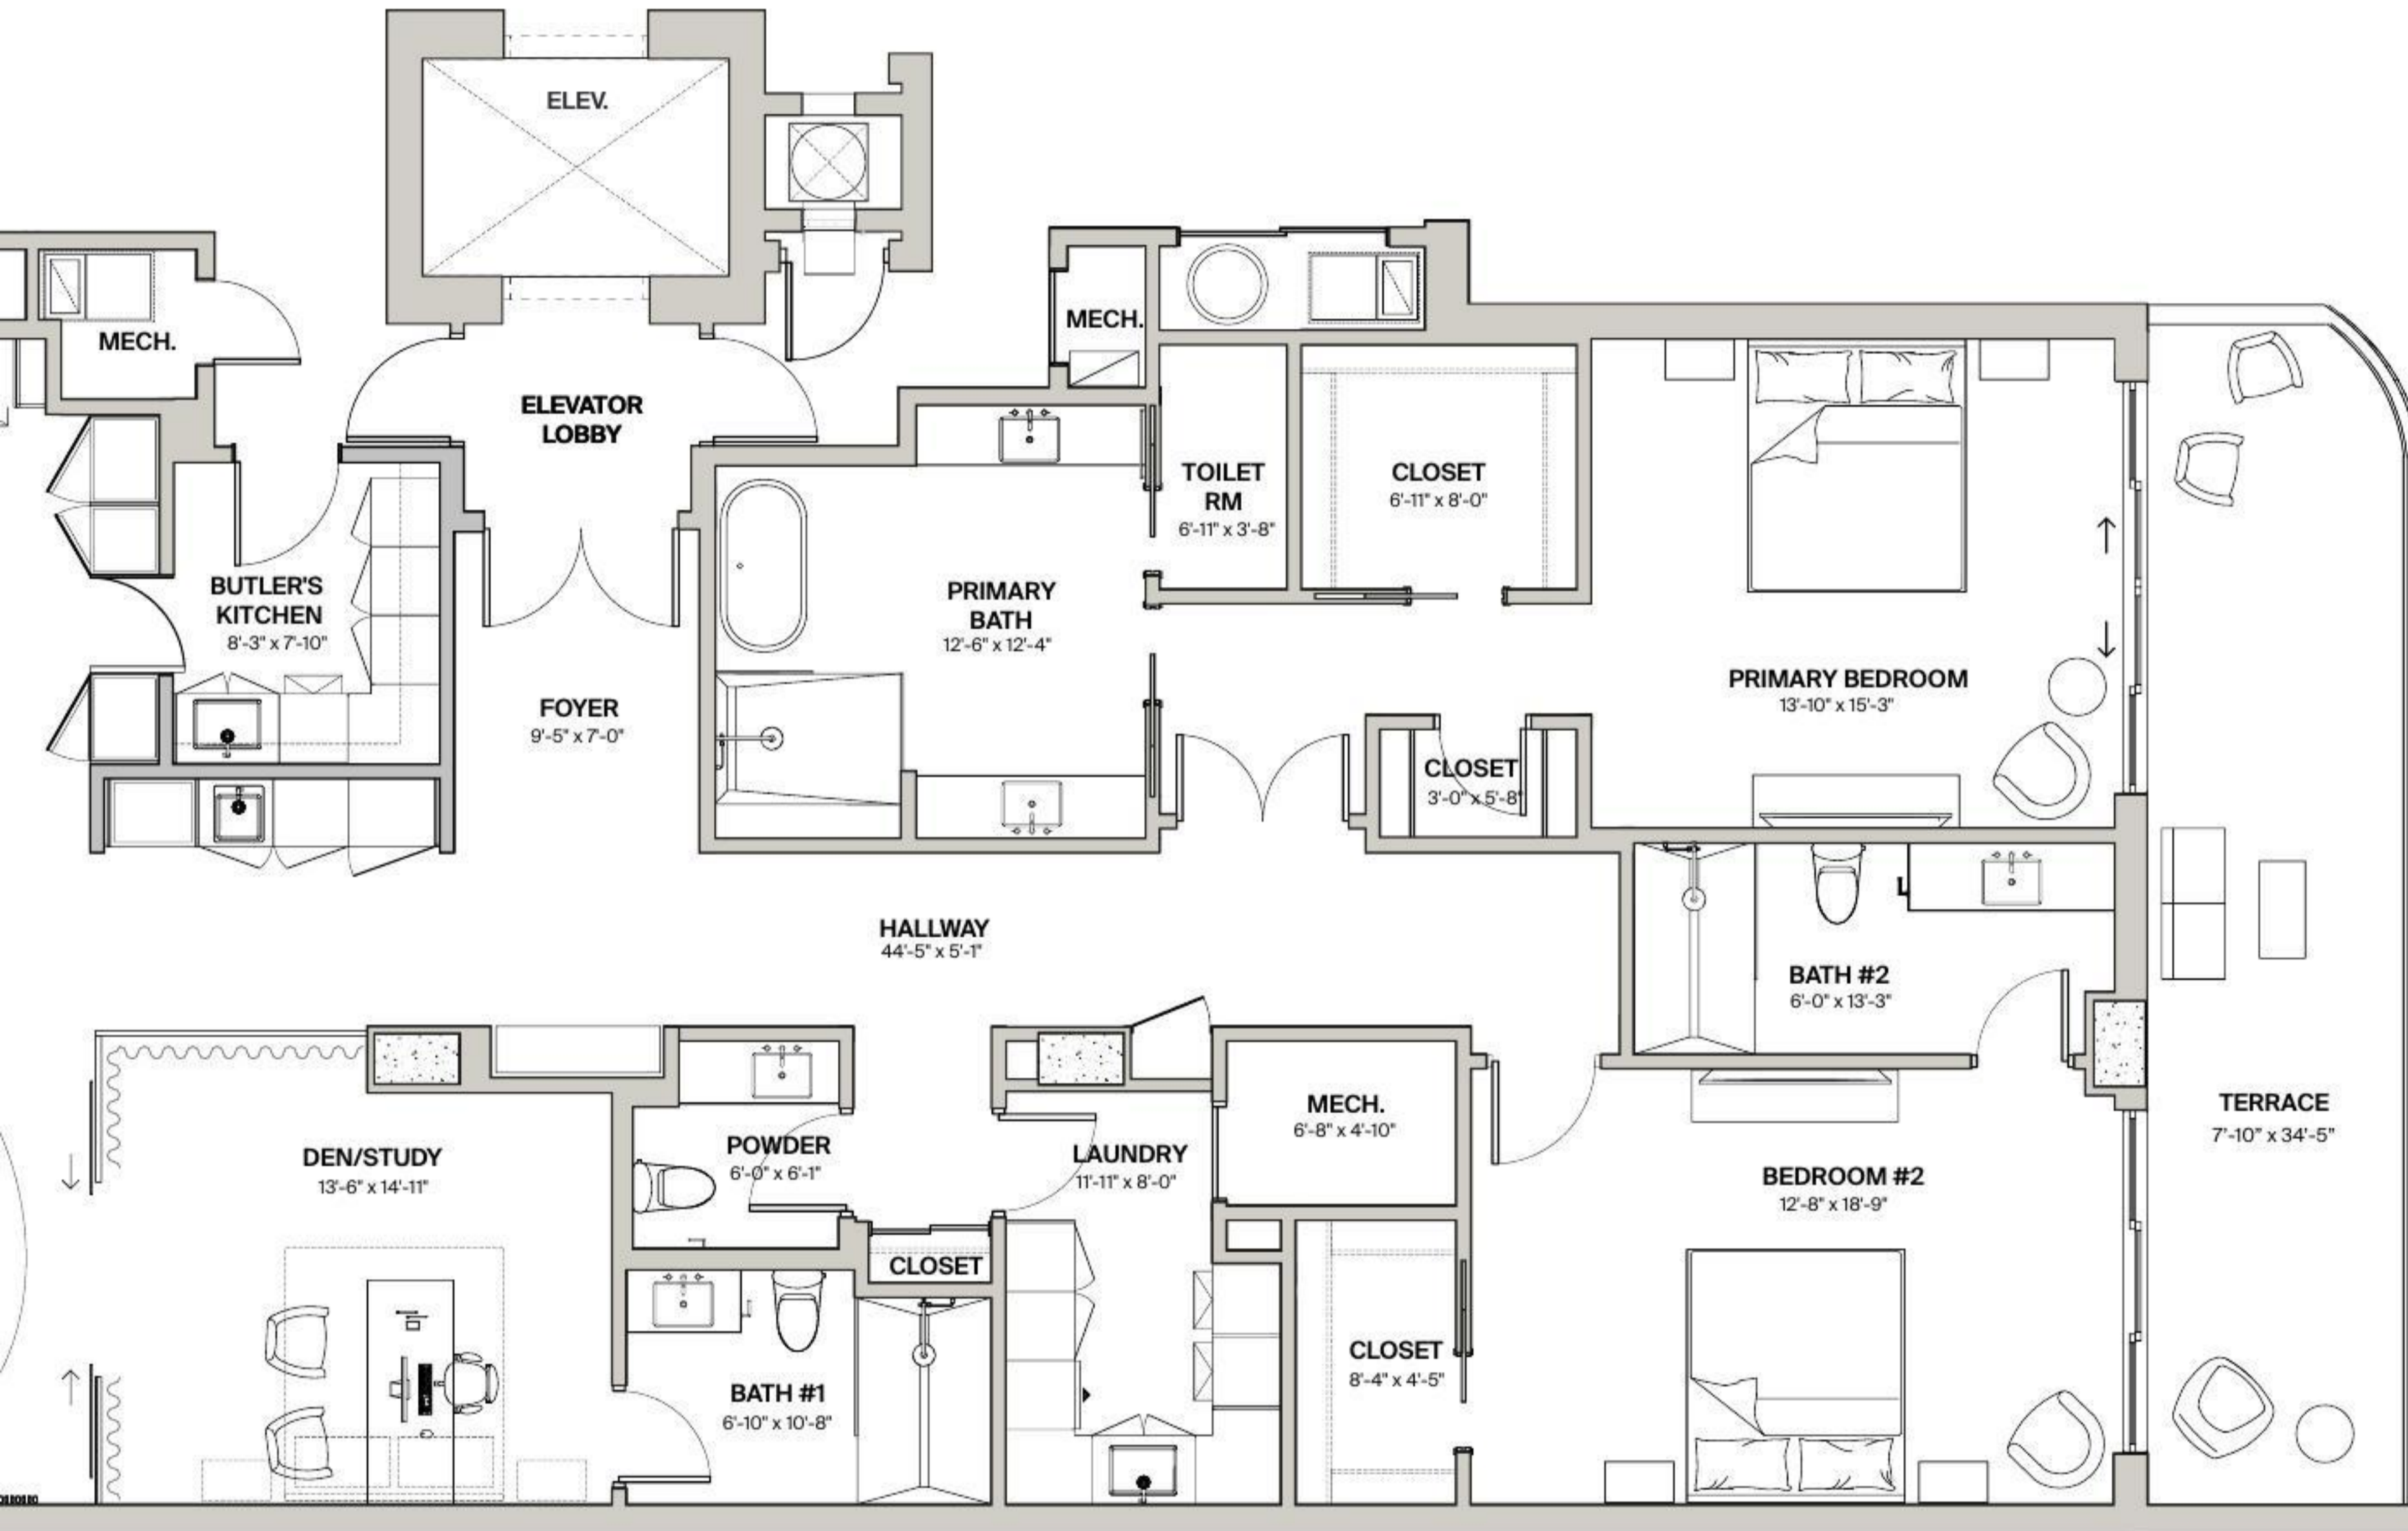 ELEV.
MECH.
MECH.
ELEVATOR
LOBBY
TOILET
RM
6'-11" x 3'-8"
CLOSET
6'-11" x 8'-0"
BUTLER'S
KITCHEN
8'-3" x 7'-10"
PRIMARY
BATH
12'-6" x 12'-4"
PRIMARY BEDROOM
13'-10" x 15'-3"
FOYER
9'-5" x 7'-0"
CLOSET
3'-0" x 5'-8"
HALLWAY
44'-5" x 5'-1"
BATH #2
6'-0" x 13'-3"
MECH.
6'-8" x 4'-10"
TERRACE
7'-10" x 34'-5"
DEN/STUDY
13'-6" x 14'-11"
POWDER
6'-0" x 6'-1"
LAUNDRY
11'-11" x 8'-0"
BEDROOM #2
12'-8" x 18'-9"
CLOSET
CLOSET
8'-4" x 4'-5"
BATH #1
6'-10" x 10'-8"